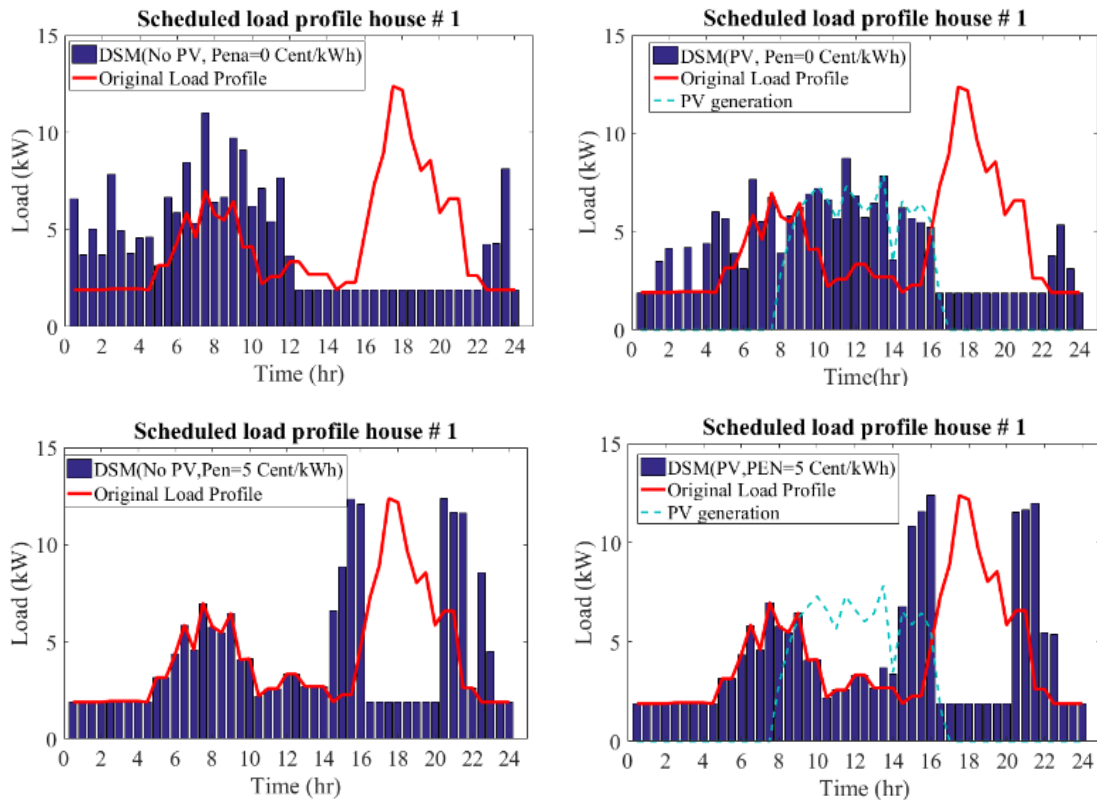 Scheduled load profile house # 1
15
10
5
0
Load (kW)
DSM(No PV, Pena=0 Cent/kWh)
Original Load Profile
0 2 4 6 8 10 12 14 16 18 20 22 24
Time (hr)
Scheduled load profile house # 1
15
10
5
0
Load (kW)
DSM(PV, Pen=0 Cent/kWh)
Original Load Profile
PV generation
0 2 4 6 8 10 12 14 16 18 20 22 24
Time(hr)
Scheduled load profile house # 1
15
10
5
0
Load (kW)
DSM(No PV,Pen=5 Cent/kWh)
Original Load Profile
0 2 4 6 8 10 12 14 16 18 20 22 24
Time (hr)
Scheduled load profile house # 1
15
10
5
0
Load (kW)
DSM(PV,PEN=5 Cent/kWh)
Original Load Profile
PV generation
0 2 4 6 8 10 12 14 16 18 20 22 24
Time (hr)